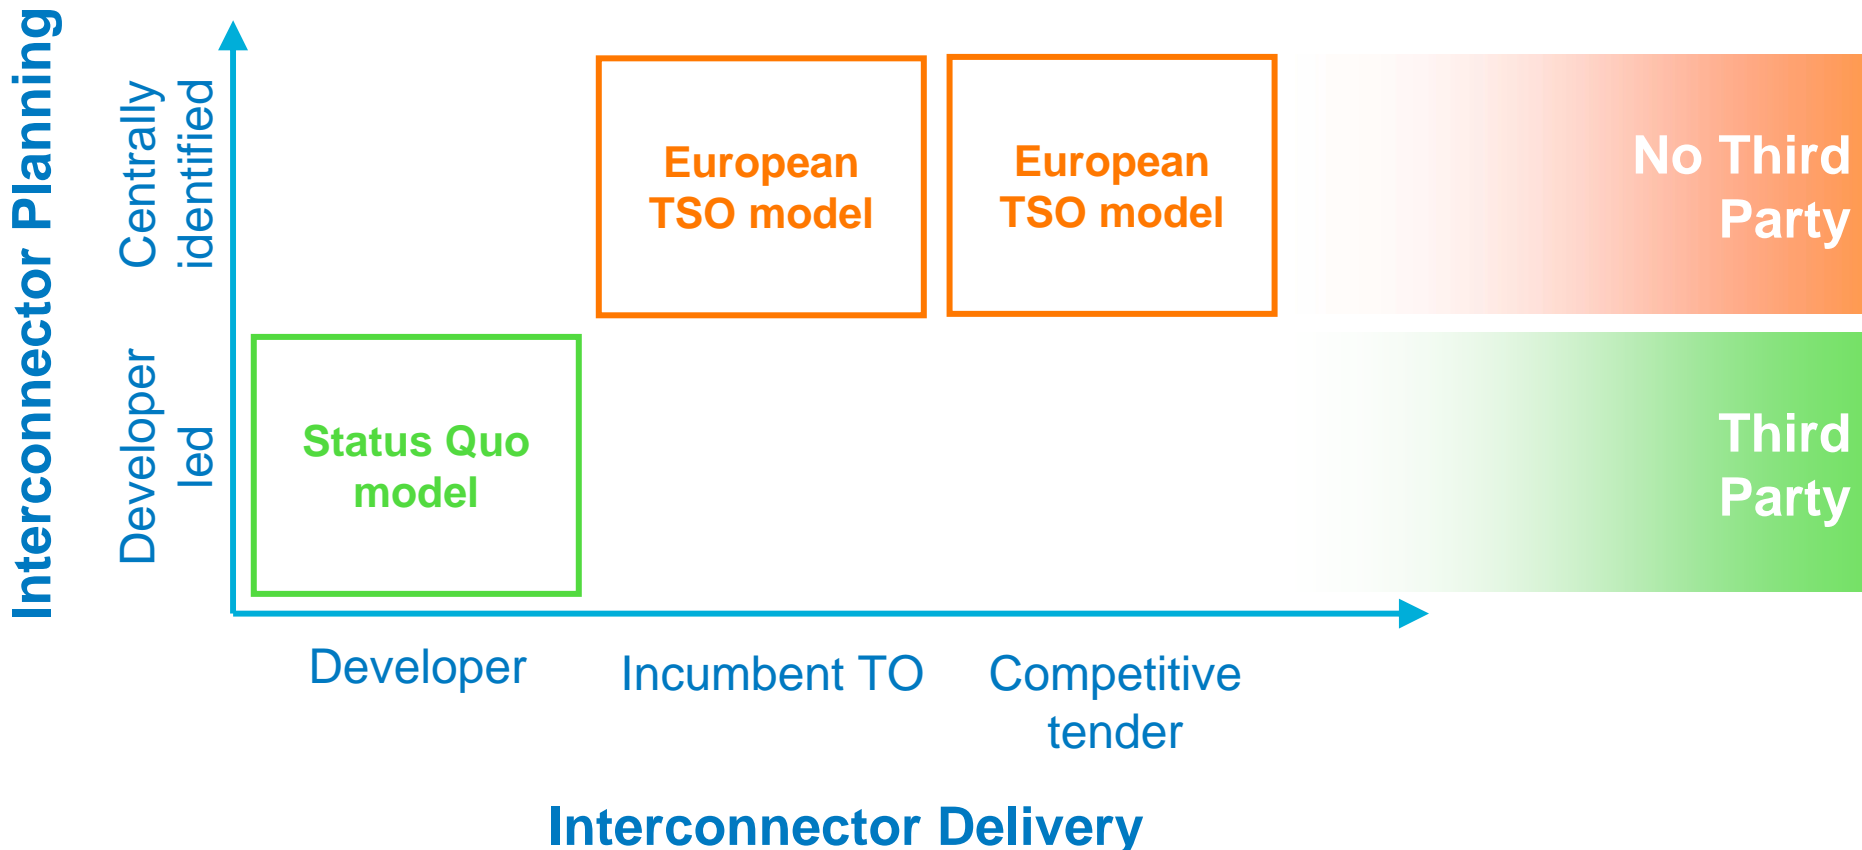 Interconnector Planning
Centrally
identified
Developer
led
European
TSO model
European
TSO model
No Third
Party
Status Quo
model
Third
Party
Developer
Incumbent TO
Competitive
tender
Interconnector Delivery